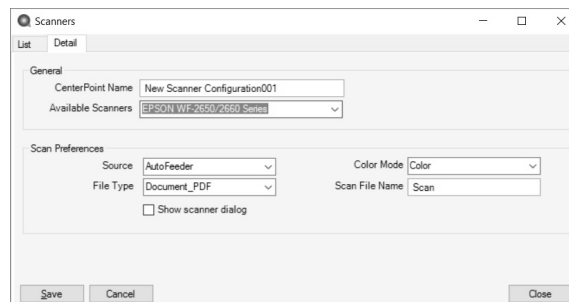 Scanners
List Detail
General
CenterPoint Name New Scanner Configuration001
Available Scanners EPSON WF-2650/2660 Series
Scan Preferences
Source AutoFeeder Color Mode Color
File Type Document_PDF Scan File Name Scan
Show scanner dialog
Save Cancel Close